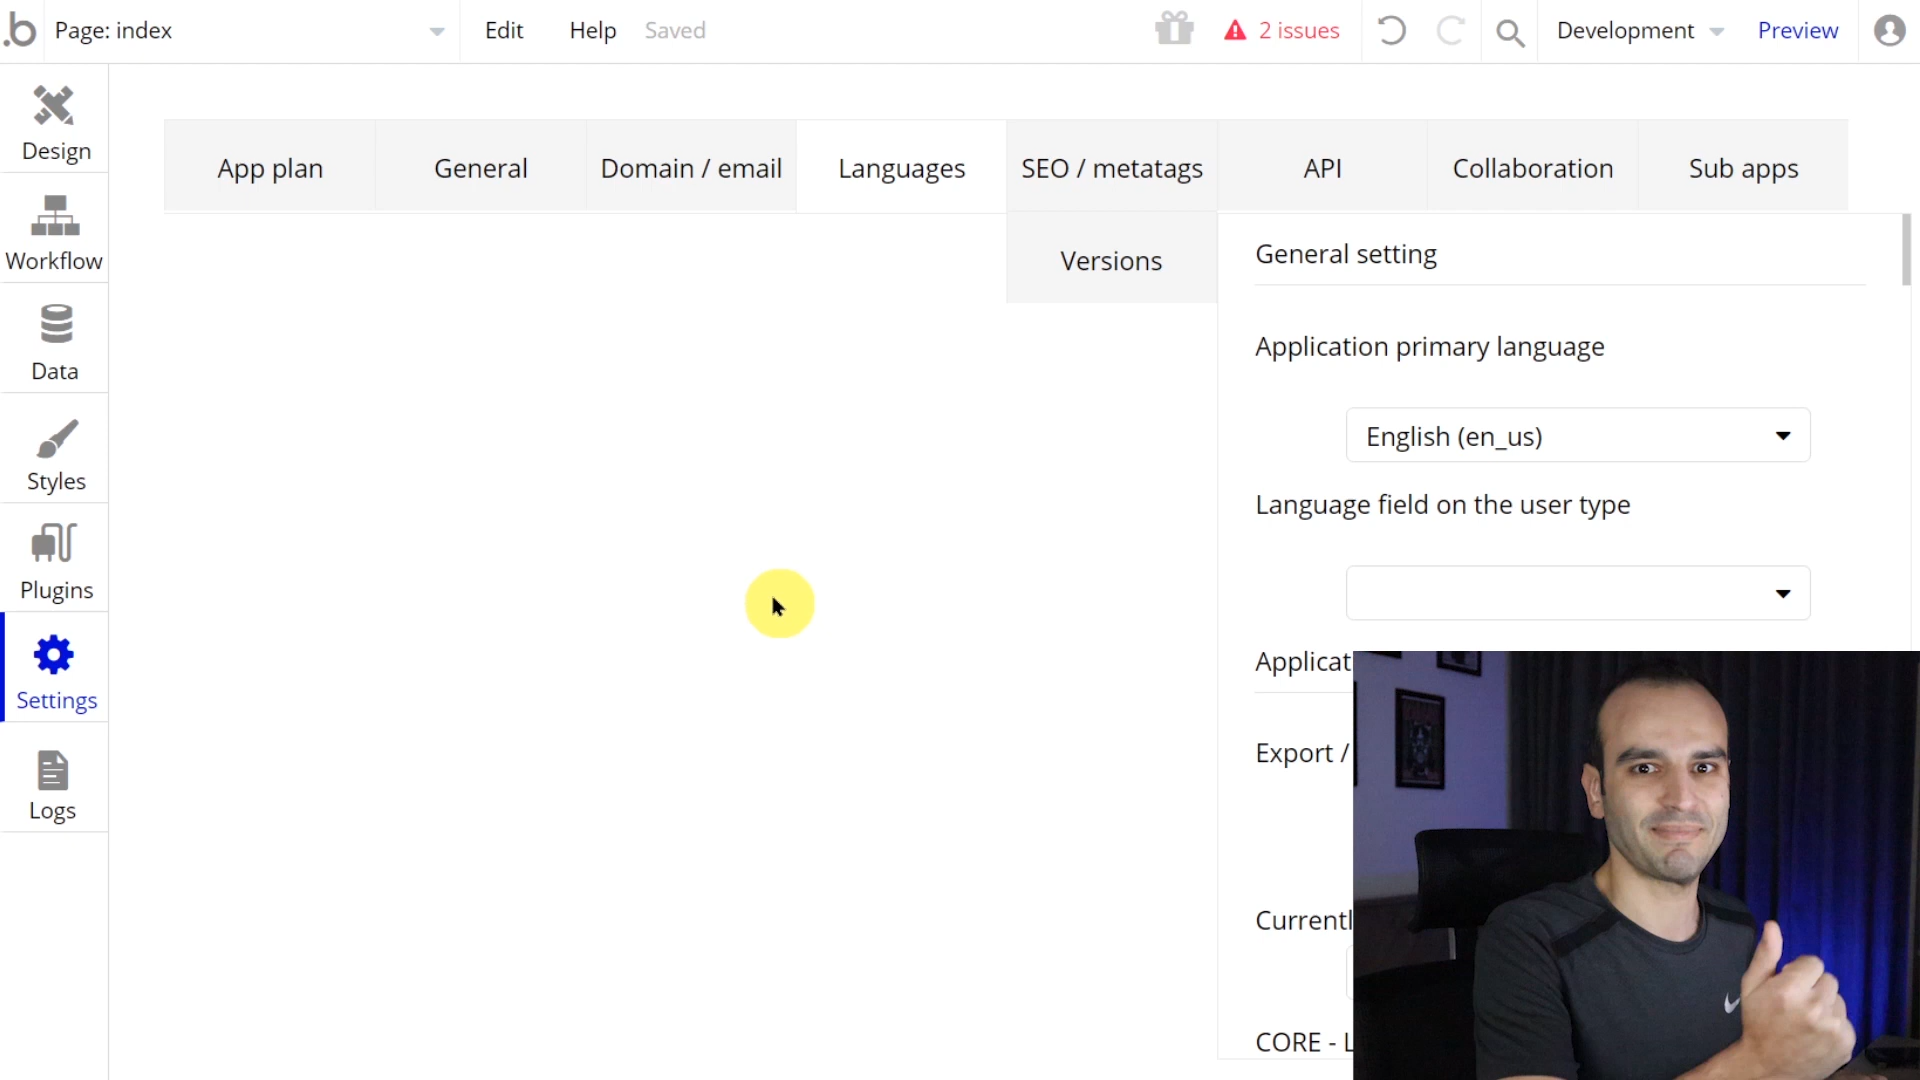 .b
Page: index
Edit
Help
Saved
2 issues
Development
Preview
Design
Workflow
Data
Styles
Plugins
Settings
Logs
App plan
General
Domain / email
Languages
SEO / metatags
API
Collaboration
Sub apps
Versions
General setting
Application primary language
English (en_us)
Language field on the user type
Applicat
Export /
Currentl
CORE - L